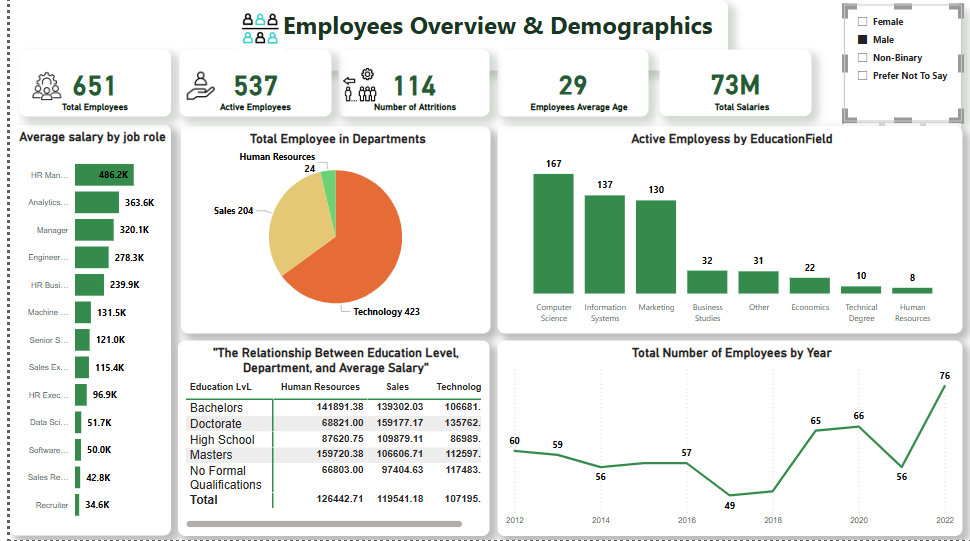 Employees Overview & Demographics
Female
Male
Non-Binary
Prefer Not To Say
651
Total Employees
537
Active Employees
114
Number of Attritions
29
Employees Average Age
73M
Total Salaries
Average salary by job role
HR Man... 486.2K
Analytics... 363.6K
Manager 320.1K
Engineer... 278.3K
HR Busi... 239.9K
Machine ... 131.5K
Senior S... 121.0K
Sales Ex... 115.4K
HR Exec... 96.9K
Data Sci... 51.7K
Software... 50.0K
Sales Re... 42.8K
Recruiter 34.6K
Total Employee in Departments
Human Resources
24
Sales 204
Technology 423
Active Employess by EducationField
167
137
130
32
31
22
10
8
Computer
Science
Information
Systems
Marketing
Business
Studies
Other
Economics
Technical
Degree
Human
Resources
"The Relationship Between Education Level,
Department, and Average Salary"
Education LvL Human Resources Sales Technolog
Bachelors 141891.38 139302.03 106681.
Doctorate 68821.00 159177.17 135762.
High School 87620.75 109879.11 86989.
Masters 159720.38 106606.71 112597.
No Formal 66803.00 97404.63 117483.
Qualifications
Total 126442.71 119541.18 107195.
Total Number of Employees by Year
60
59
56
57
49
65
66
56
76
2012 2014 2016 2018 2020 2022